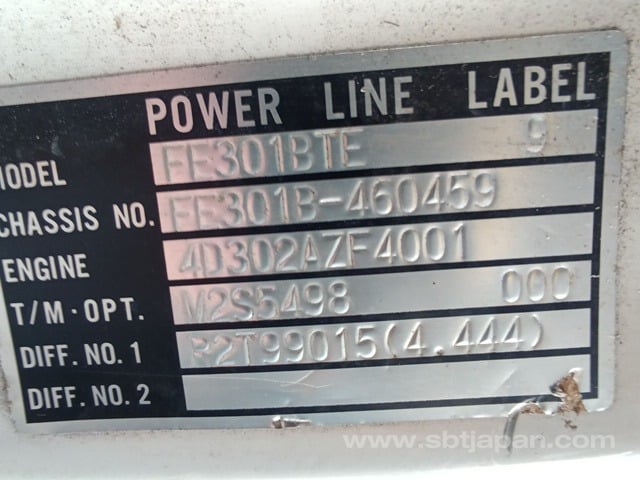 POWER LINE LABEL
MODEL FE301BTE 9
CHASSIS NO. FE301B-460459
ENGINE 4D302AZF4001
T/M·OPT. M2S5498 000
DIFF. NO. 1 R2T99015(4.444)
DIFF. NO. 2
www.sbtjapan.com